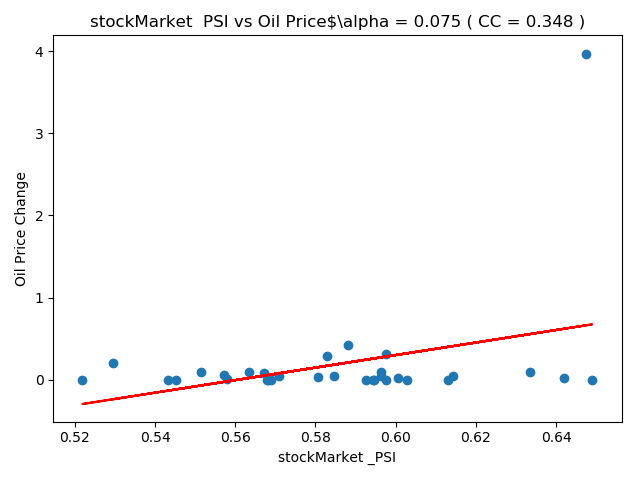 stockMarket  PSI vs Oil Price$\alpha = 0.075 ( CC = 0.348 )
4
3
2
1
0
Oil Price Change
0.52 0.54 0.56 0.58 0.60 0.62 0.64
stockMarket _PSI